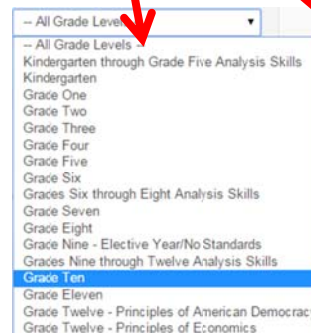 -- All Grade Levels
-- All Grade Levels --
Kindergarten through Grade Five Analysis Skills
Kindergarten
Grade One
Grade Two
Grade Three
Grade Four
Grade Five
Grade Six
Grades Six through Eight Analysis Skills
Grade Seven
Grade Eight
Grade Nine - Elective Year/No Standards
Grades Nine through Twelve Analysis Skills
Grade Ten
Grade Eleven
Grade Twelve - Principles of American Democrac
Grade Twelve - Principles of Economics